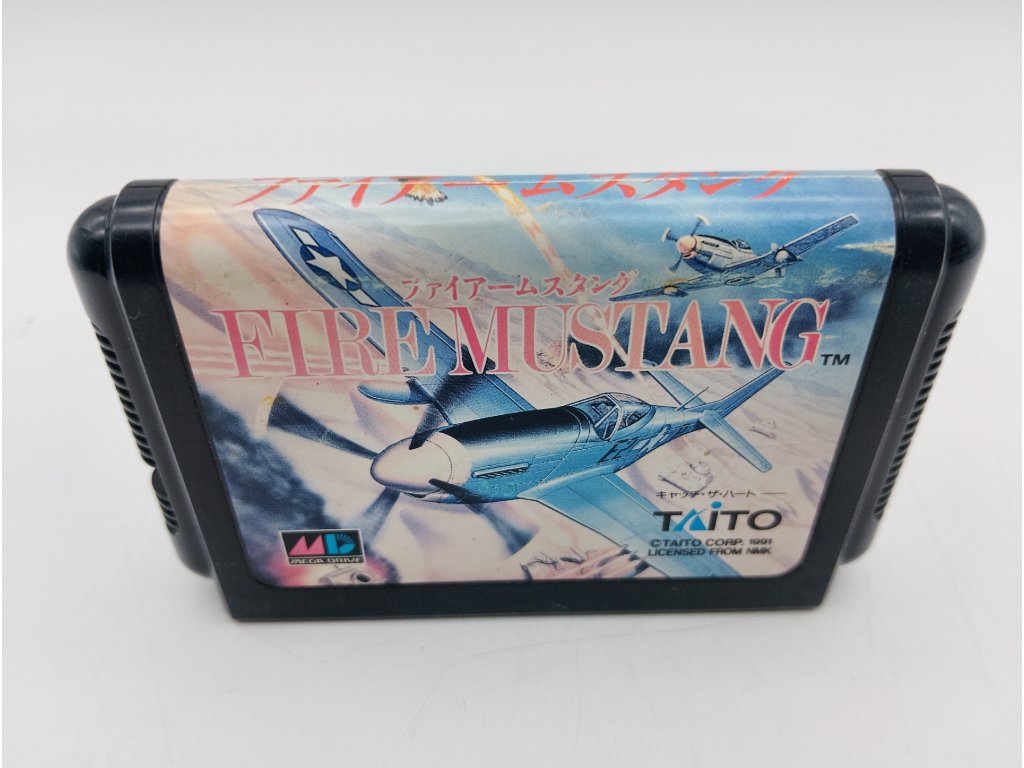 ファイアームスタング
ファイアームスタング
FIRE MUSTANG TM
キャッチ・ザ・ハート
TAITO
©TAITO CORP. 1991
LICENSED FROM NMK
MD
MEGA DRIVE